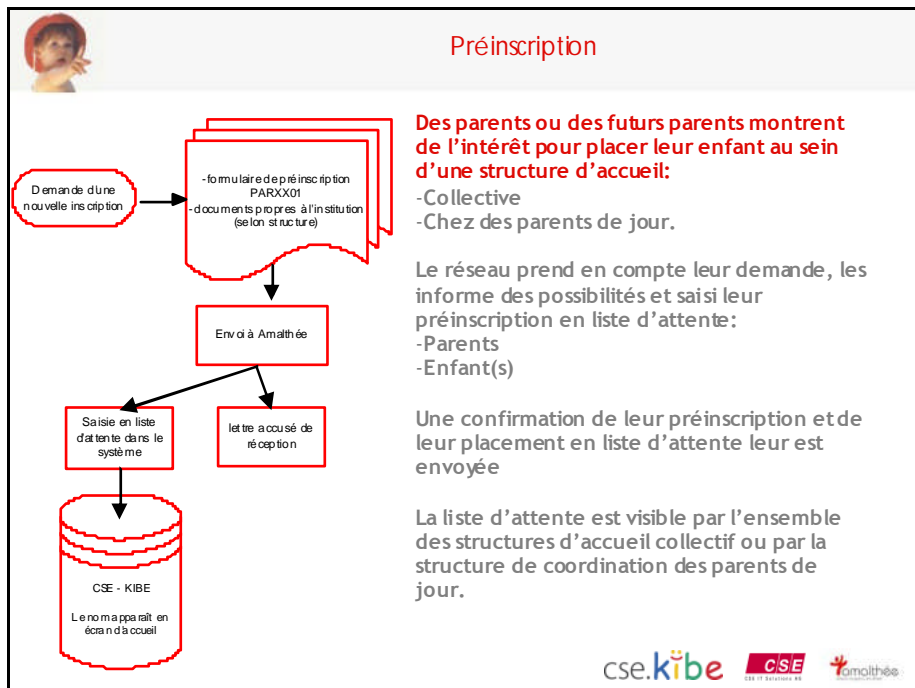 Préinscription
Demande d'une
nouvelle inscription
-formulaire de préinscription
PARXX01
-documents propres à l'institution
(selon structure)
Envoi à Amalthée
Saisie en liste
d'attente dans le
système
lettre accusé de
réception
CSE - KIBE
Le nom apparaît en
écran d'accueil
Des parents ou des futurs parents montrent
de l'intérêt pour placer leur enfant au sein
d'une structure d'accueil:
-Collective
-Chez des parents de jour.
Le réseau prend en compte leur demande, les
informe des possibilités et saisi leur
préinscription en liste d'attente:
-Parents
-Enfant(s)
Une confirmation de leur préinscription et de
leur placement en liste d'attente leur est
envoyée
La liste d'attente est visible par l'ensemble
des structures d'accueil collectif ou par la
structure de coordination des parents de
jour.
cse.kibe
CSE
CSE IT Solutions AG
amalthée